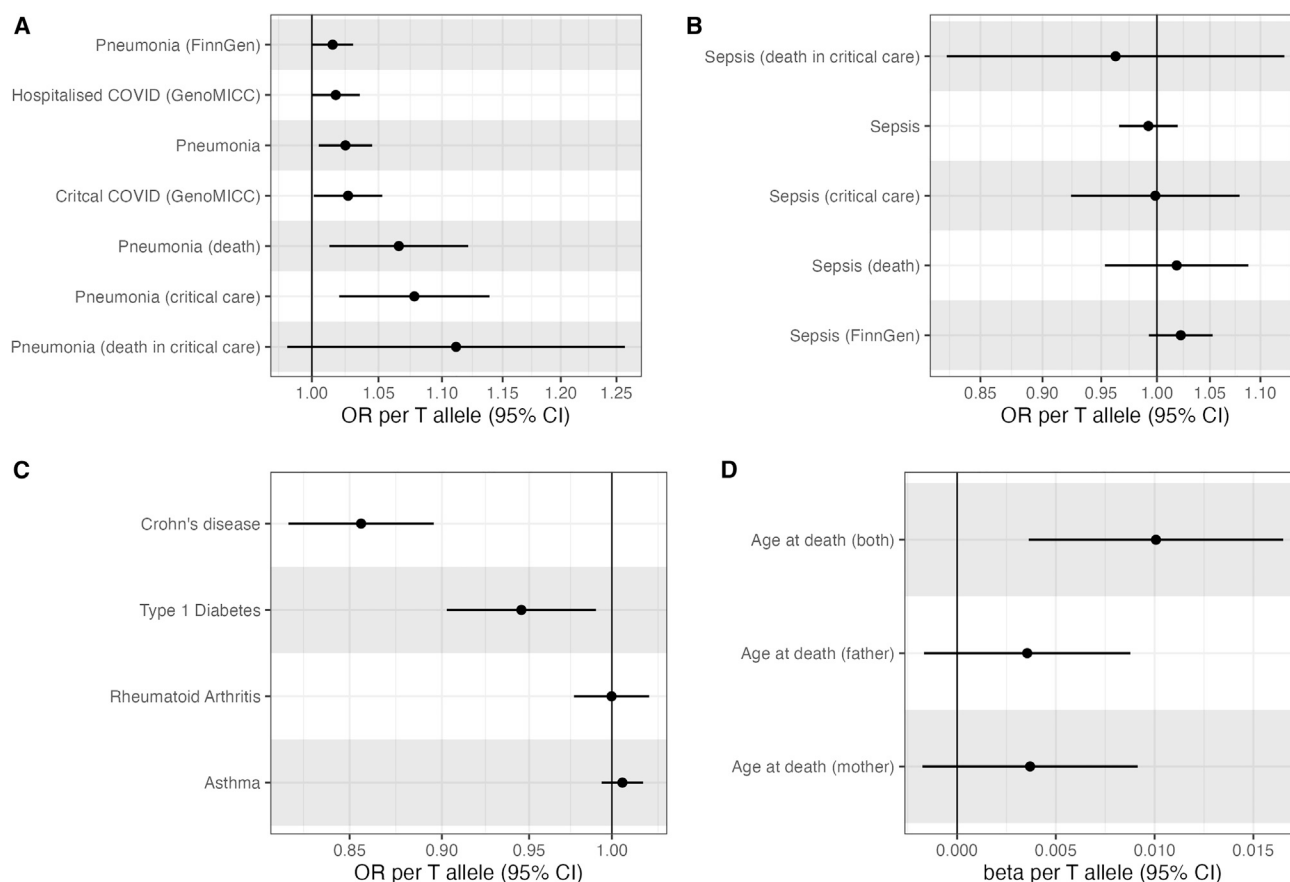 A
Pneumonia (FinnGen)
Hospitalised COVID (GenoMICC)
Pneumonia
Critcal COVID (GenoMICC)
Pneumonia (death)
Pneumonia (critical care)
Pneumonia (death in critical care)
1.00 1.05 1.10 1.15 1.20 1.25
OR per T allele (95% CI)
B
Sepsis (death in critical care)
Sepsis
Sepsis (critical care)
Sepsis (death)
Sepsis (FinnGen)
0.85 0.90 0.95 1.00 1.05 1.10
OR per T allele (95% CI)
C
Crohn's disease
Type 1 Diabetes
Rheumatoid Arthritis
Asthma
0.85 0.90 0.95 1.00
OR per T allele (95% CI)
D
Age at death (both)
Age at death (father)
Age at death (mother)
0.000 0.005 0.010 0.015
beta per T allele (95% CI)